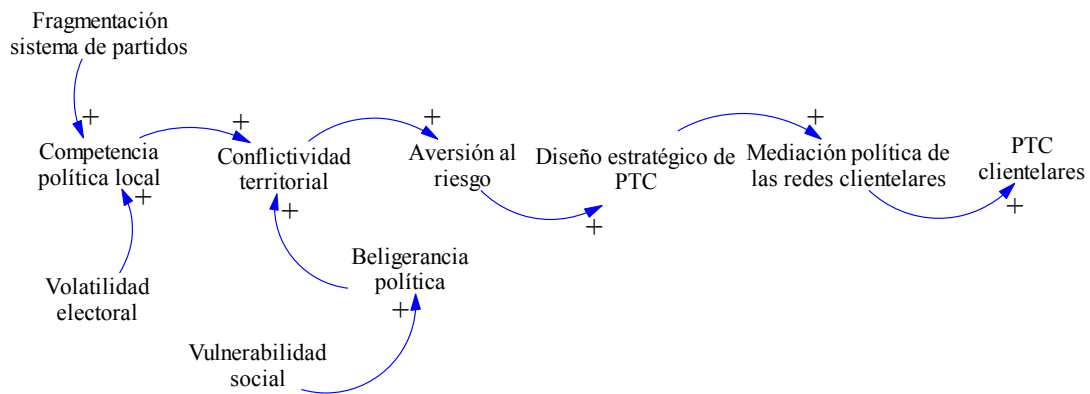 Fragmentación
sistema de partidos
+
+
+
+
Competencia
política local
Conflictividad
territorial
Aversión al
riesgo
Diseño estratégico de
PTC
Mediación política de
las redes clientelares
PTC
clientelares
+
+
+
+
Volatilidad
electoral
Beligerancia
política
+
Vulnerabilidad
social